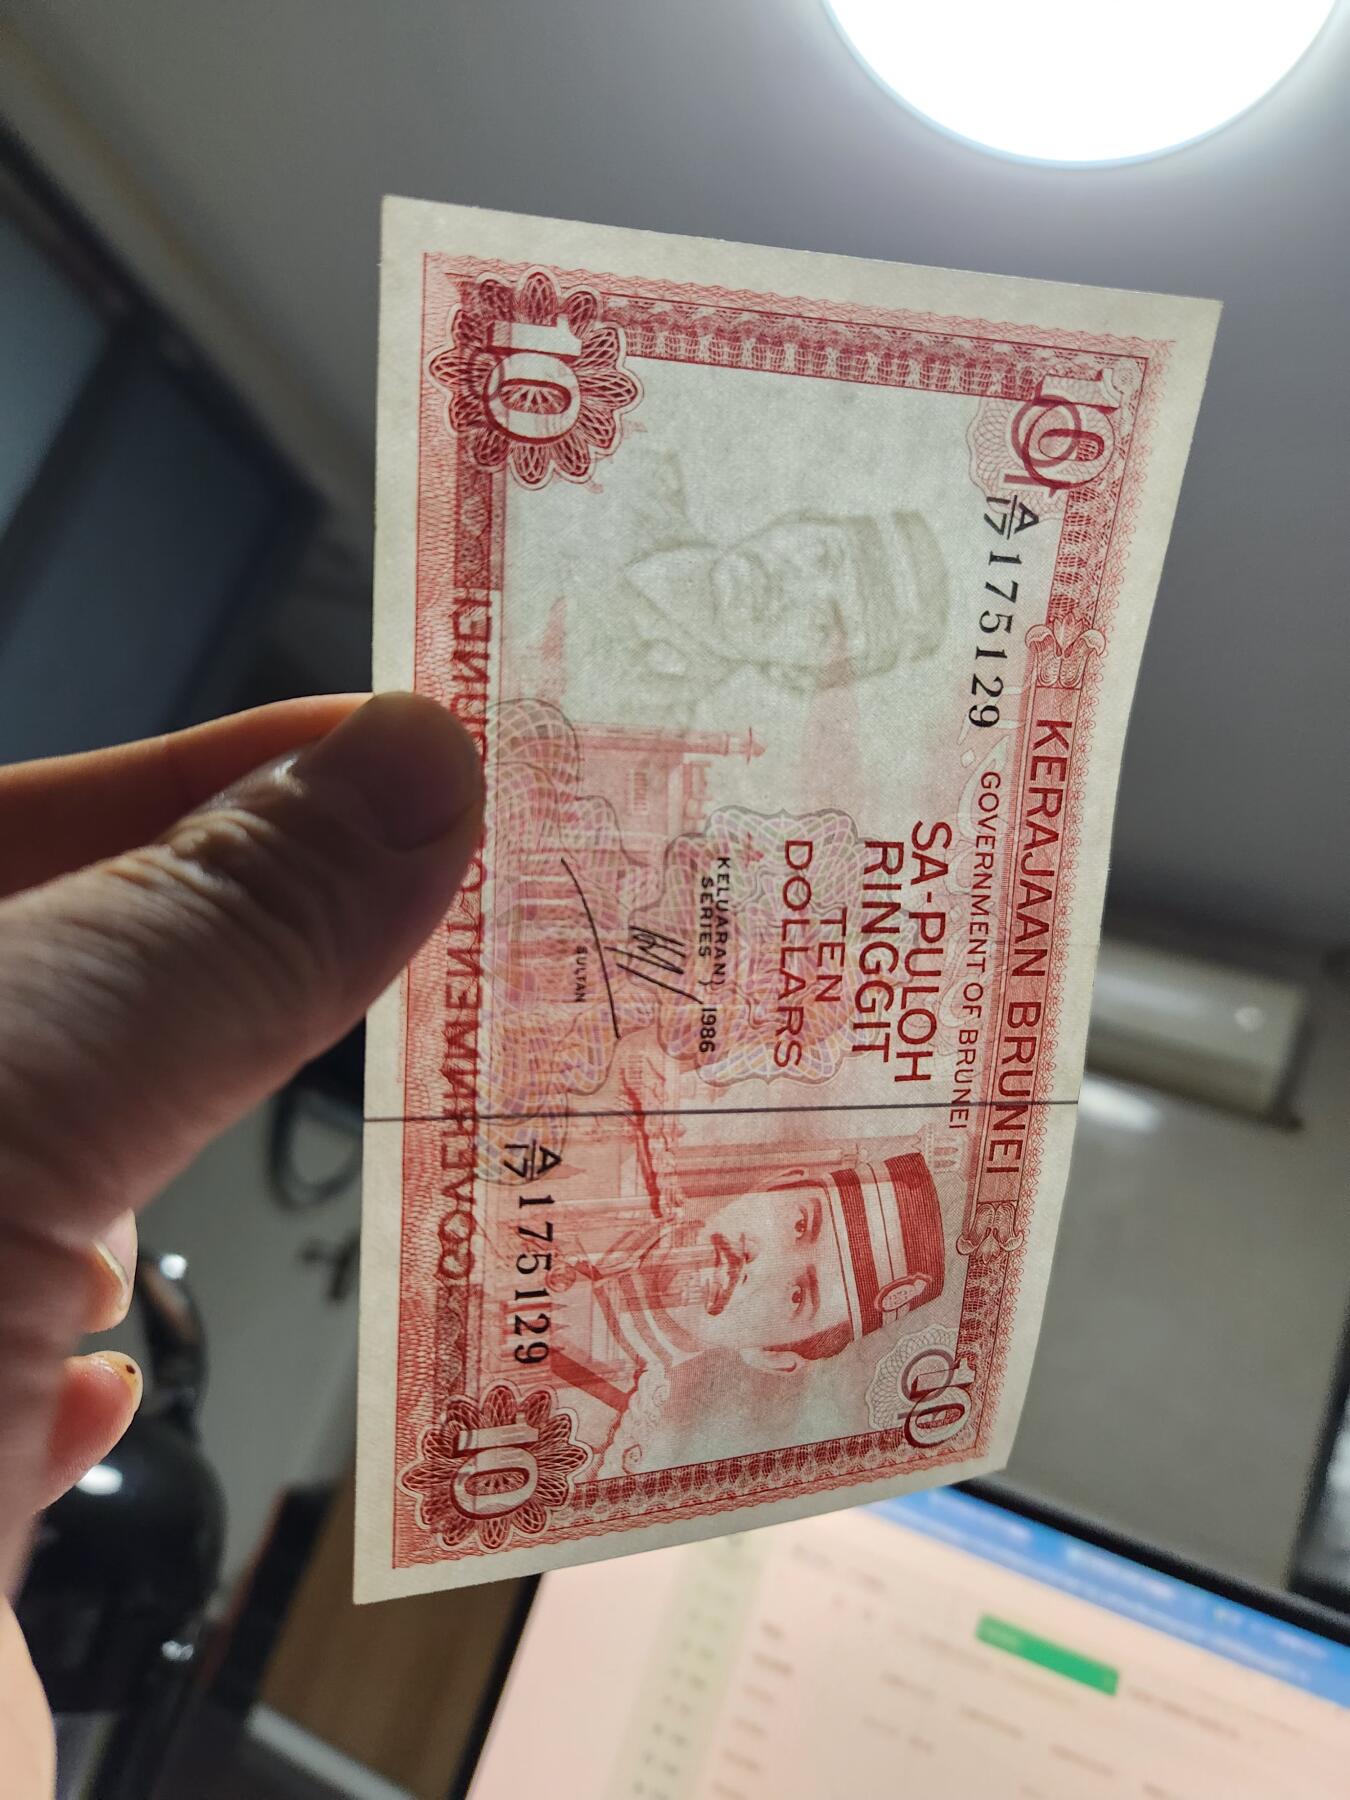 KERAJAAN BRUNEI
GOVERNMENT OF BRUNEI
10
10
A/17 175129
SA-PULOH
RINGGIT
TEN
DOLLARS
KELUARAN
SERIES } 1986
SULTAN
A/17 175129
10
10